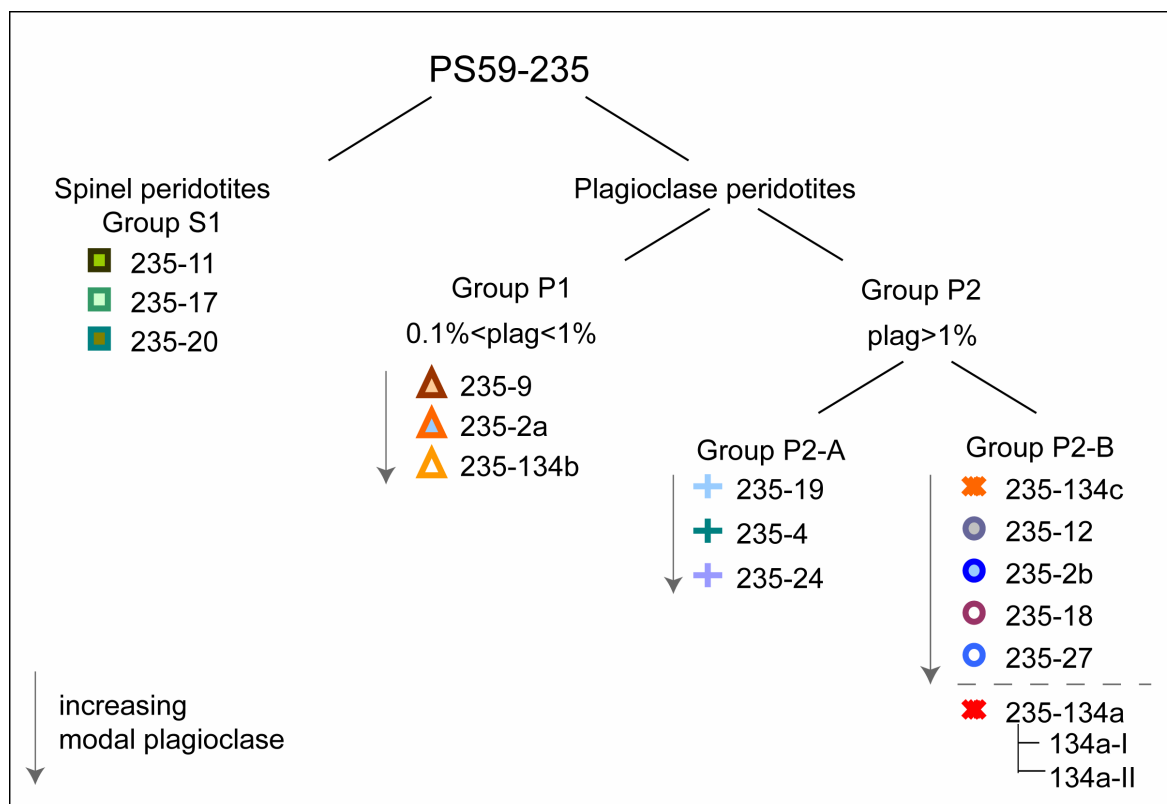 PS59-235
Spinel peridotites
Group S1
235-11
235-17
235-20
Plagioclase peridotites
Group P1
0.1%<plag<1%
235-9
235-2a
235-134b
Group P2
plag>1%
Group P2-A
235-19
235-4
235-24
Group P2-B
235-134c
235-12
235-2b
235-18
235-27
235-134a
134a-I
134a-II
increasing
modal plagioclase